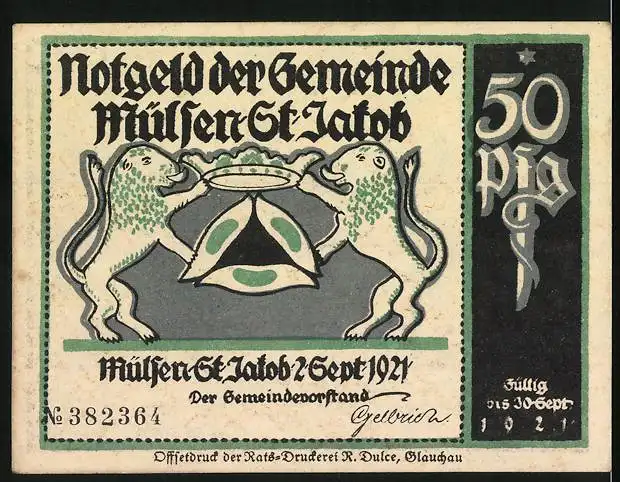 Notgeld der Gemeinde
Mülsen-St-Jakob
50
Pfg
Mülsen-St-Jakob 2 Sept 1921
Der Gemeindevorstand
№ 382364
Gültig
bis 30 Sept.
1921
Offsetdruck der Rats-Druckerei R. Dulce, Glauchau